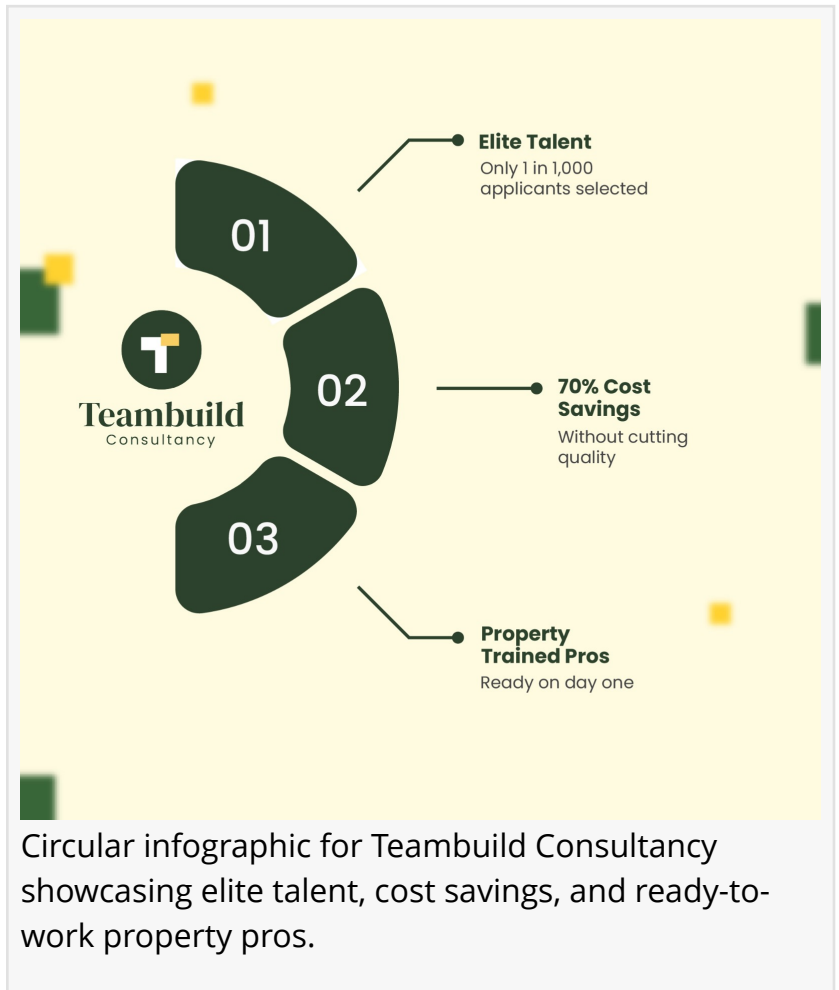 01
Elite Talent
Only 1 in 1,000
applicants selected
T
Teambuild
Consultancy
02
70% Cost
Savings
Without cutting
quality
03
Property
Trained Pros
Ready on day one
Circular infographic for Teambuild Consultancy
showcasing elite talent, cost savings, and ready-to-
work property pros.